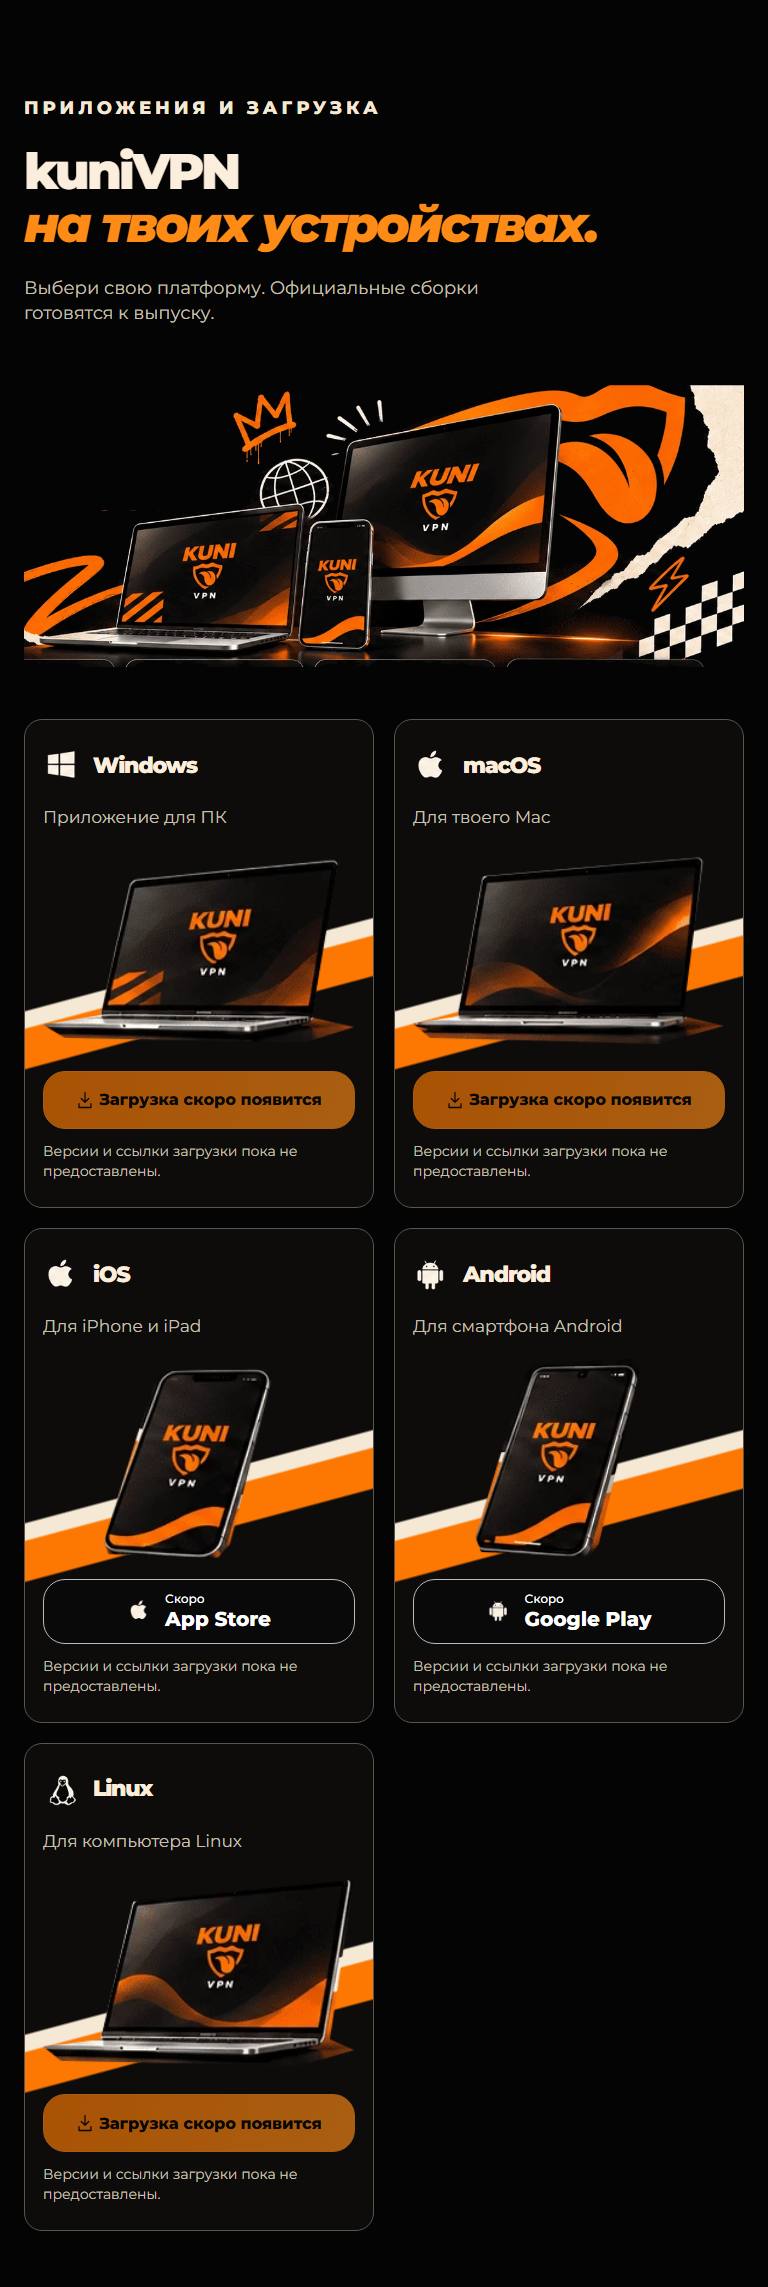 ПРИЛОЖЕНИЯ И ЗАГРУЗКА
kuniVPN
на твоих устройствах.
Выбери свою платформу. Официальные сборки
готовятся к выпуску.
KUNI
VPN
KUNI
VPN
KUNI
VPN
Windows
Приложение для ПК
KUNI
VPN
Загрузка скоро появится
Версии и ссылки загрузки пока не
предоставлены.
macOS
Для твоего Mac
KUNI
VPN
Загрузка скоро появится
Версии и ссылки загрузки пока не
предоставлены.
iOS
Для iPhone и iPad
KUNI
VPN
Скоро
App Store
Версии и ссылки загрузки пока не
предоставлены.
Android
Для смартфона Android
KUNI
VPN
Скоро
Google Play
Версии и ссылки загрузки пока не
предоставлены.
Linux
Для компьютера Linux
KUNI
VPN
Загрузка скоро появится
Версии и ссылки загрузки пока не
предоставлены.